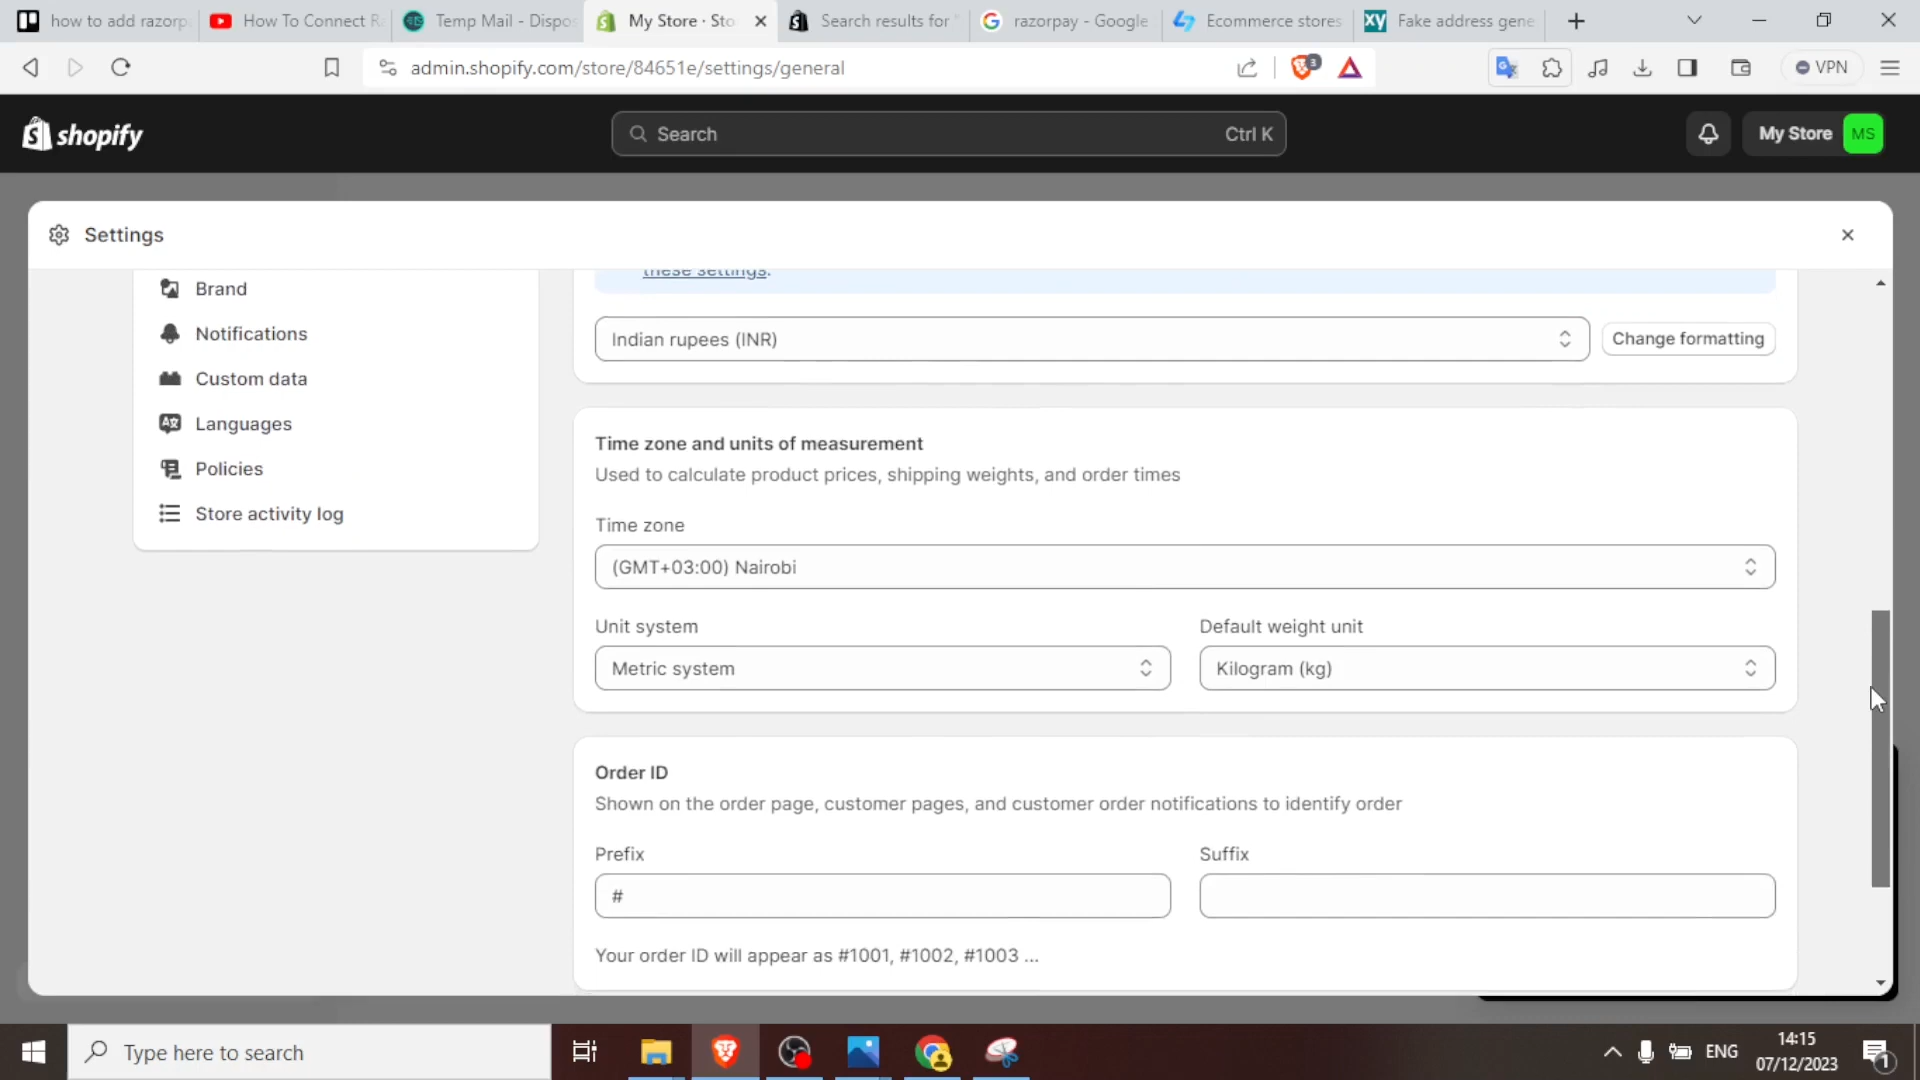 how to add razorp
How To Connect R
Temp Mail - Dispo
My Store · Sto
Search results for "
razorpay - Google
Ecommerce stores
XY
Fake address gene
admin.shopify.com/store/84651e/settings/general
3
VPN
shopify
Search
Ctrl K
My Store
MS
Settings
these settings.
Brand
Notifications
Indian rupees (INR)
Change formatting
Custom data
Languages
Policies
Store activity log
Time zone and units of measurement
Used to calculate product prices, shipping weights, and order times
Time zone
(GMT+03:00) Nairobi
Unit system
Default weight unit
Metric system
Kilogram (kg)
Order ID
Shown on the order page, customer pages, and customer order notifications to identify order
Prefix
Suffix
#
Your order ID will appear as #1001, #1002, #1003 ...
Type here to search
ENG
14:15
07/12/2023
1